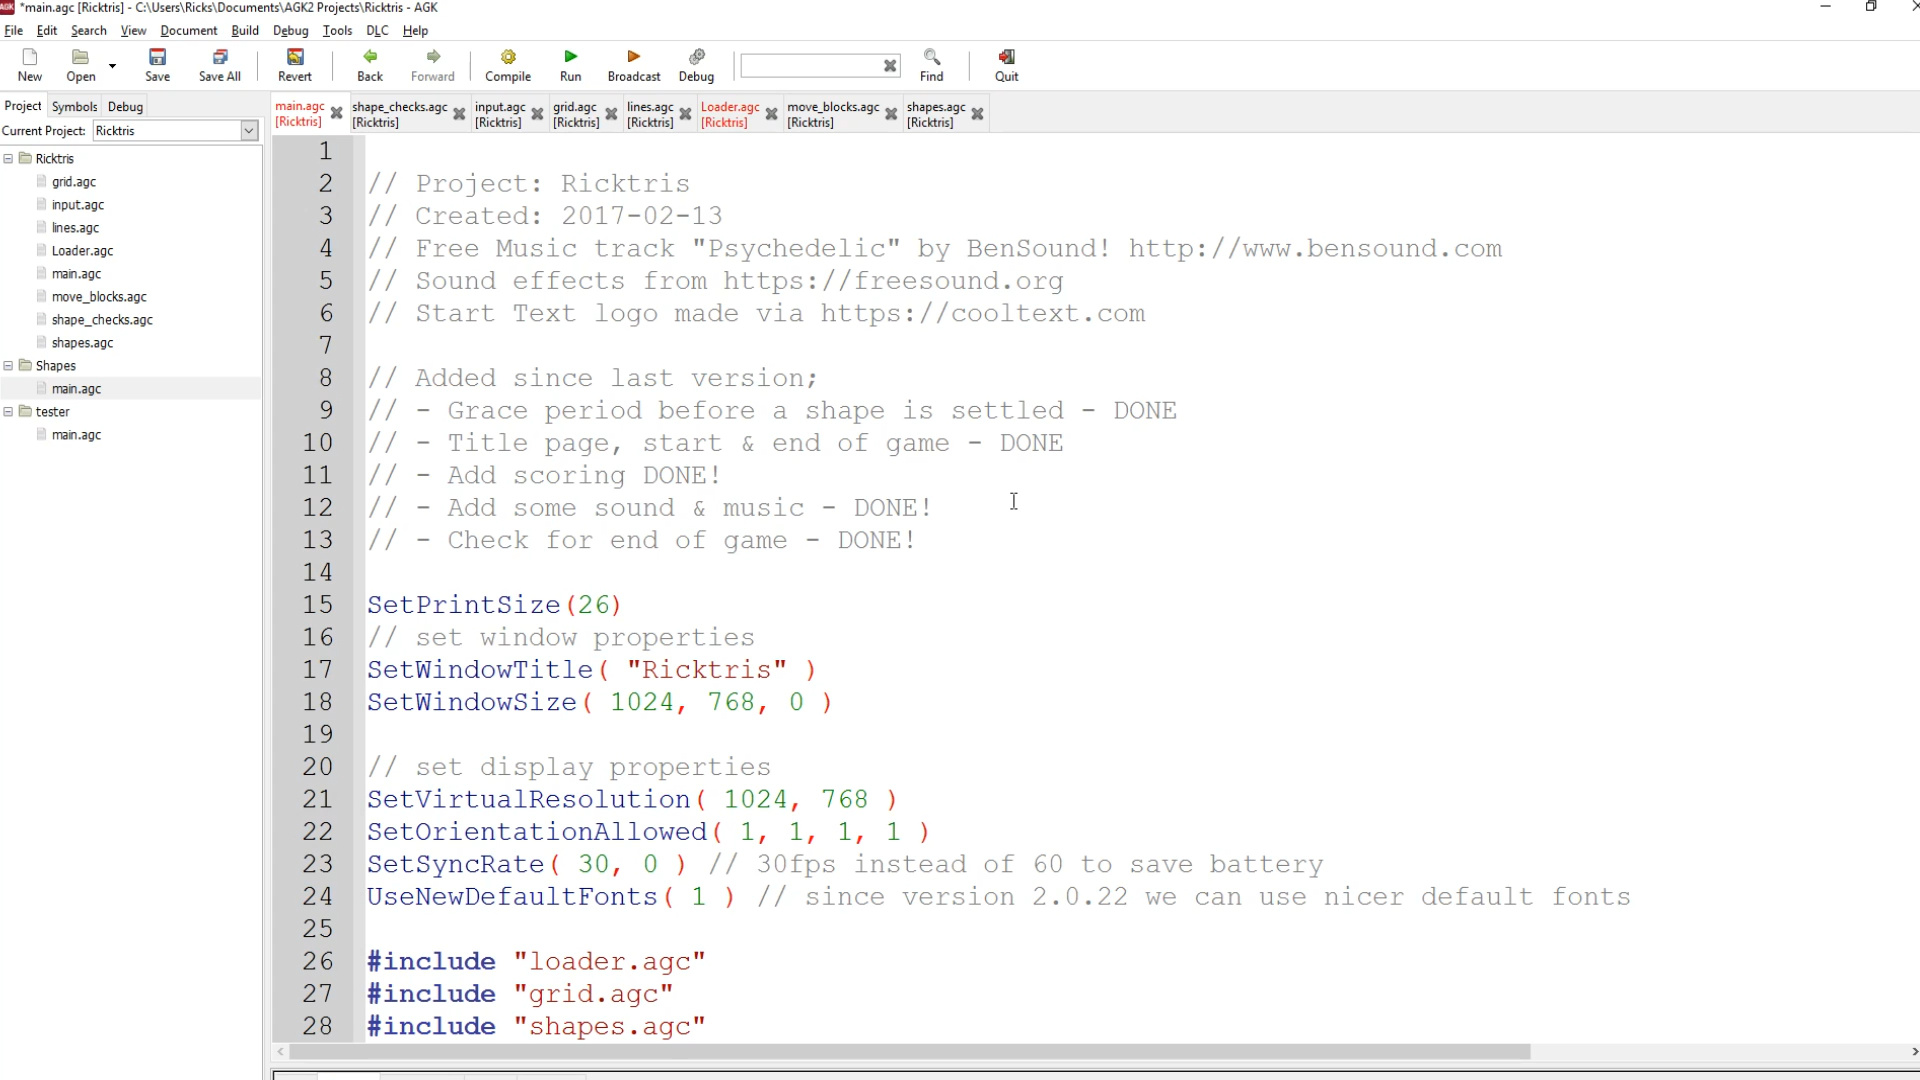 *main.agc [Ricktris] - C:\Users\Ricks\Documents\AGK2 Projects\Ricktris - AGK
File Edit Search View Document Build Debug Tools DLC Help
New Open Save Save All Revert Back Forward Compile Run Broadcast Debug Find Quit
Project Symbols Debug
Current Project: Ricktris
Ricktris
grid.agc
input.agc
lines.agc
Loader.agc
main.agc
move_blocks.agc
shape_checks.agc
shapes.agc
Shapes
main.agc
tester
main.agc
main.agc shape_checks.agc input.agc grid.agc lines.agc Loader.agc move_blocks.agc shapes.agc
[Ricktris] [Ricktris] [Ricktris] [Ricktris] [Ricktris] [Ricktris] [Ricktris] [Ricktris]
1
2 // Project: Ricktris
3 // Created: 2017-02-13
4 // Free Music track "Psychedelic" by BenSound! http://www.bensound.com
5 // Sound effects from https://freesound.org
6 // Start Text logo made via https://cooltext.com
7
8 // Added since last version;
9 // - Grace period before a shape is settled - DONE
10 // - Title page, start & end of game - DONE
11 // - Add scoring DONE!
12 // - Add some sound & music - DONE!
13 // - Check for end of game - DONE!
14
15 SetPrintSize(26)
16 // set window properties
17 SetWindowTitle( "Ricktris" )
18 SetWindowSize( 1024, 768, 0 )
19
20 // set display properties
21 SetVirtualResolution( 1024, 768 )
22 SetOrientationAllowed( 1, 1, 1, 1 )
23 SetSyncRate( 30, 0 ) // 30fps instead of 60 to save battery
24 UseNewDefaultFonts( 1 ) // since version 2.0.22 we can use nicer default fonts
25
26 #include "loader.agc"
27 #include "grid.agc"
28 #include "shapes.agc"